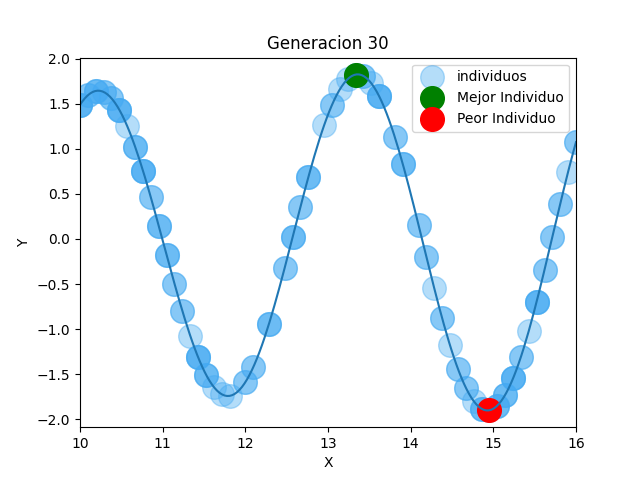 Generacion 30
individuos
Mejor Individuo
Peor Individuo
2.0
1.5
1.0
0.5
0.0
−0.5
−1.0
−1.5
−2.0
Y
10 11 12 13 14 15 16
X